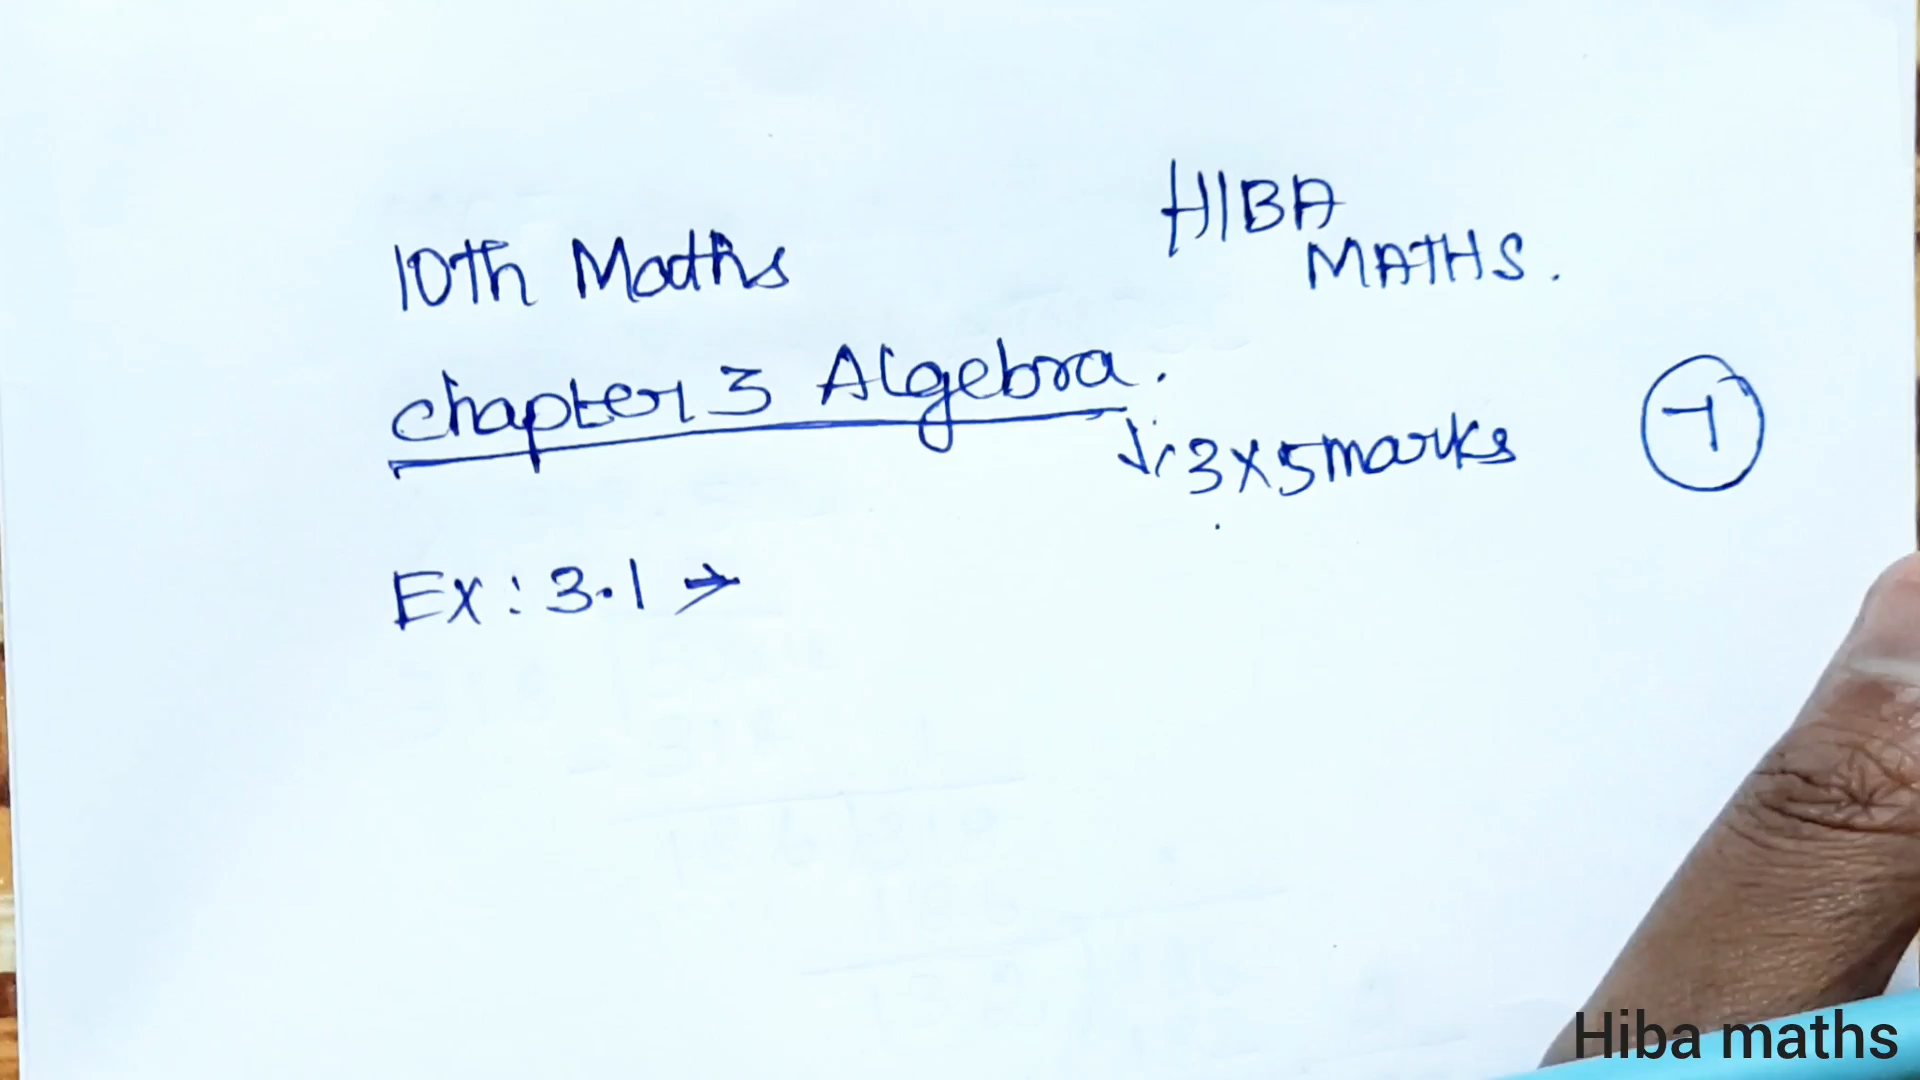 HIBA
MATHS.
10th Maths
chapter 3 Algebra.
3x5marks
Ex: 3.1 →
Hiba maths